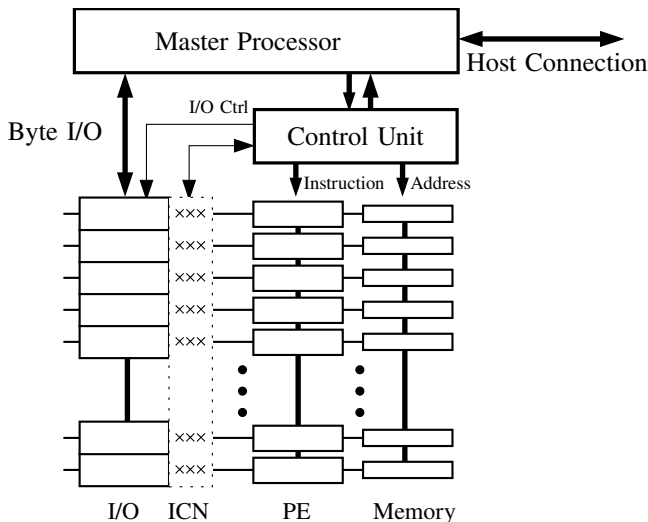 Master Processor
Host Connection
I/O Ctrl
Byte I/O
Control Unit
Instruction
Address
×××
×××
×××
×××
×××
×××
×××
I/O
ICN
PE
Memory